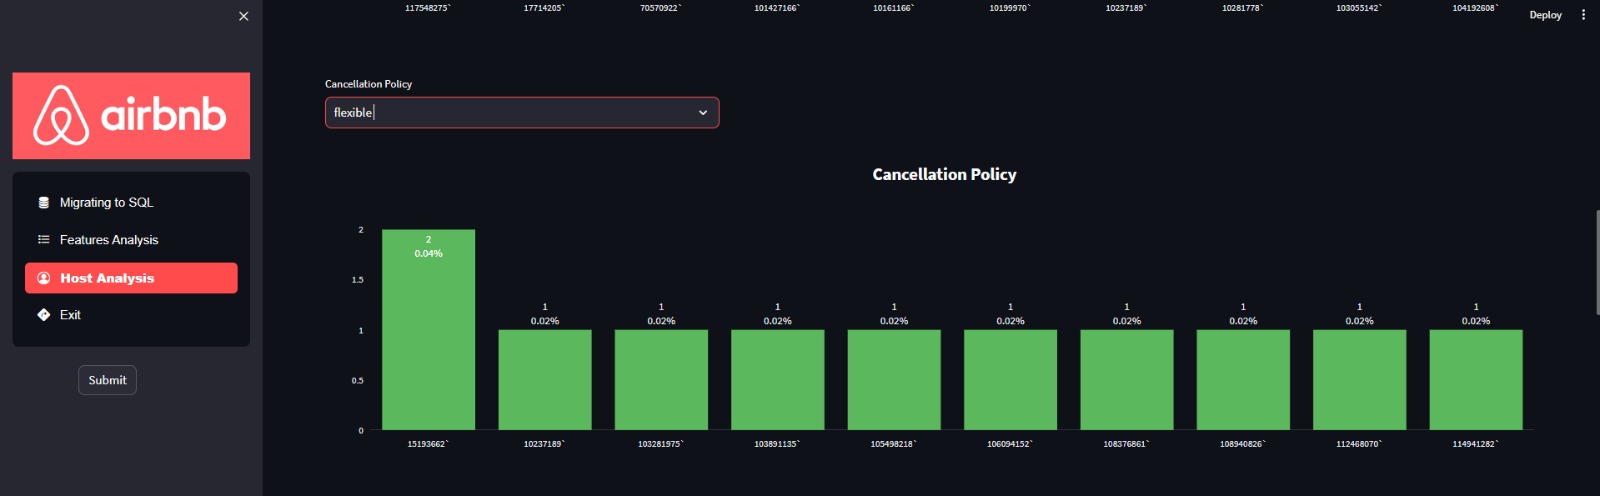 117548275` 17714205` 70570922` 101427166` 10161166` 10199970` 10237189` 10281778` 103055142` 104192608`
Deploy
airbnb
Migrating to SQL
Features Analysis
Host Analysis
Exit
Submit
Cancellation Policy
flexible
Cancellation Policy
2
1.5
1
0.5
0
2
0.04%
1 1 1 1 1 1 1 1 1
0.02% 0.02% 0.02% 0.02% 0.02% 0.02% 0.02% 0.02% 0.02%
15193662` 10237189` 103281975` 103891135` 105498218` 106094152` 108376861` 108940826` 112468070` 114941282`